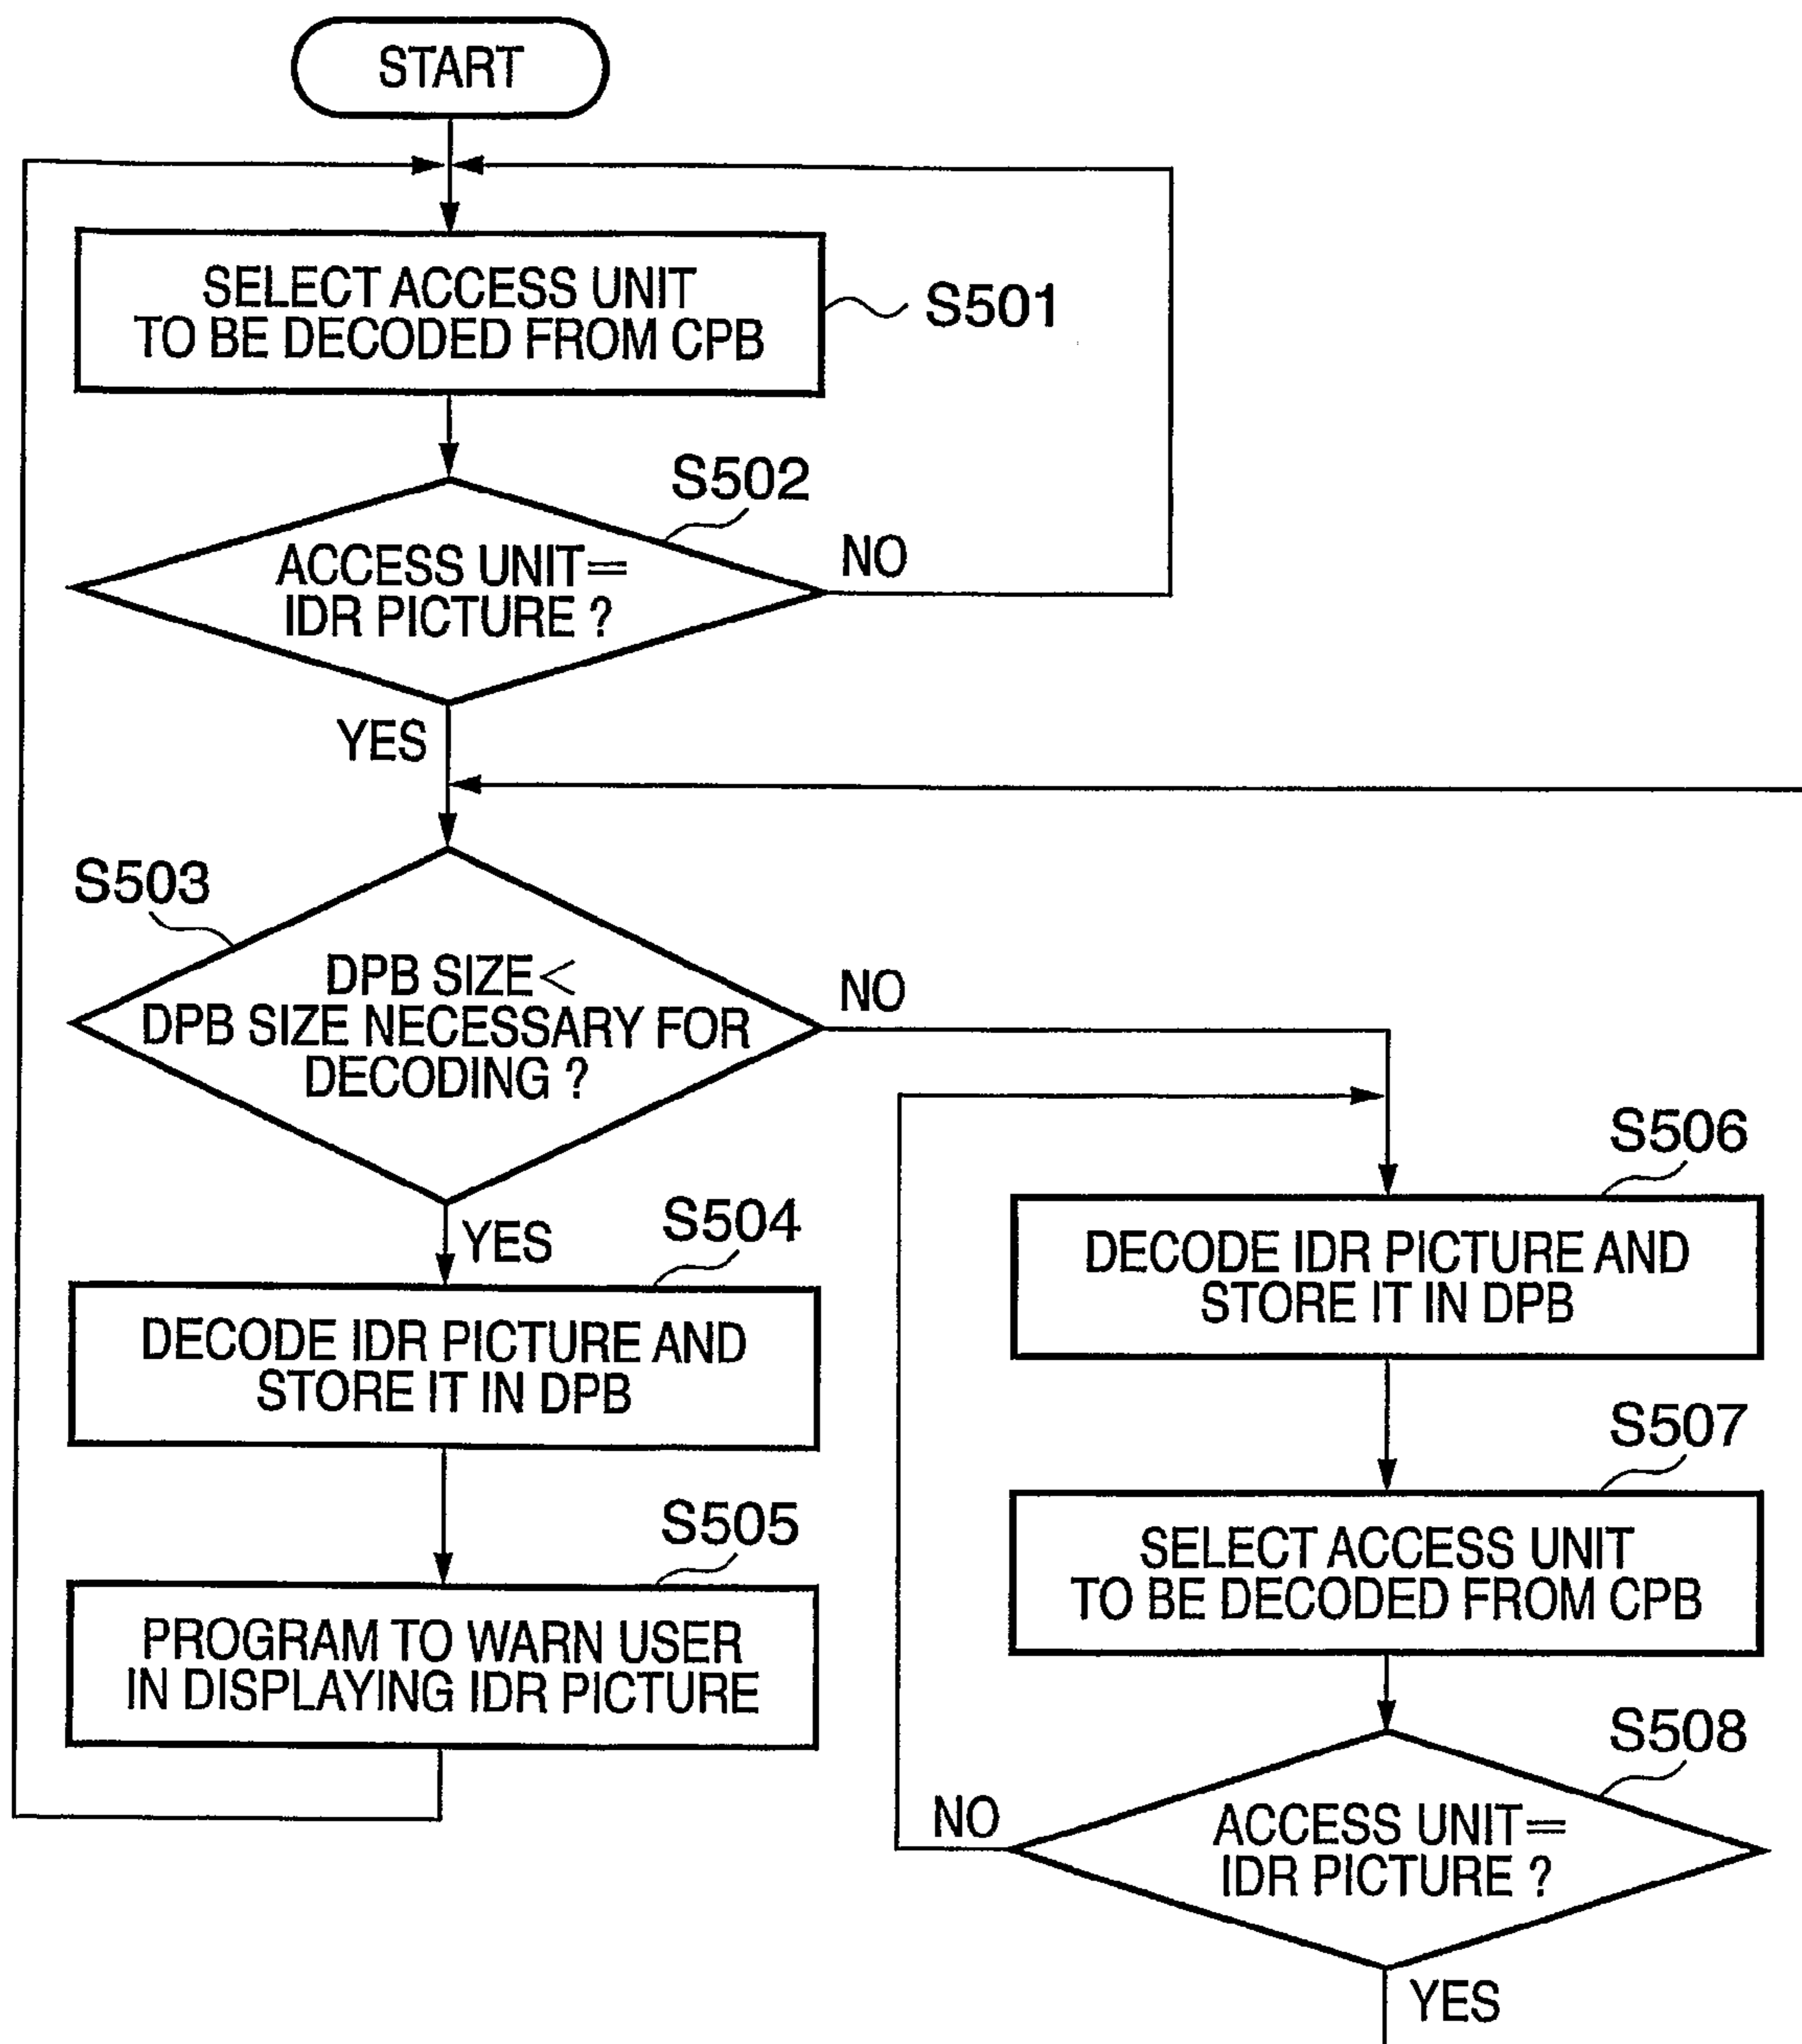 START
SELECT ACCESS UNIT
TO BE DECODED FROM CPB
S501
S502
ACCESS UNIT=
IDR PICTURE ?
NO
YES
S503
DPB SIZE<
DPB SIZE NECESSARY FOR
DECODING ?
NO
YES
S504
DECODE IDR PICTURE AND
STORE IT IN DPB
S505
PROGRAM TO WARN USER
IN DISPLAYING IDR PICTURE
S506
DECODE IDR PICTURE AND
STORE IT IN DPB
S507
SELECT ACCESS UNIT
TO BE DECODED FROM CPB
S508
ACCESS UNIT=
IDR PICTURE ?
NO
YES